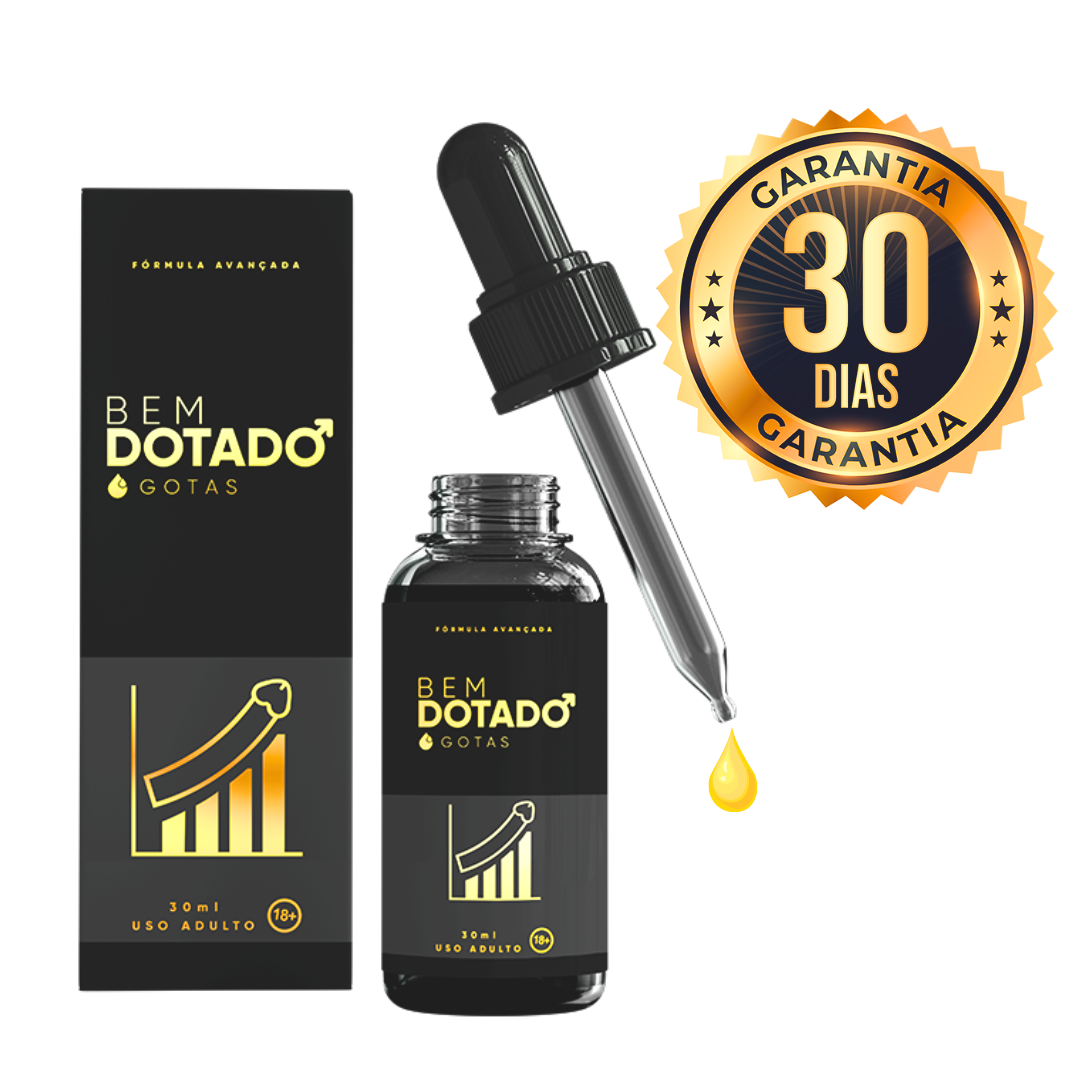 FÓRMULA AVANÇADA
BEM
DOTADO
GOTAS
30ml
USO ADULTO 18+
FÓRMULA AVANÇADA
BEM
DOTADO
GOTAS
30ml
USO ADULTO 18+
GARANTIA
30
DIAS
GARANTIA